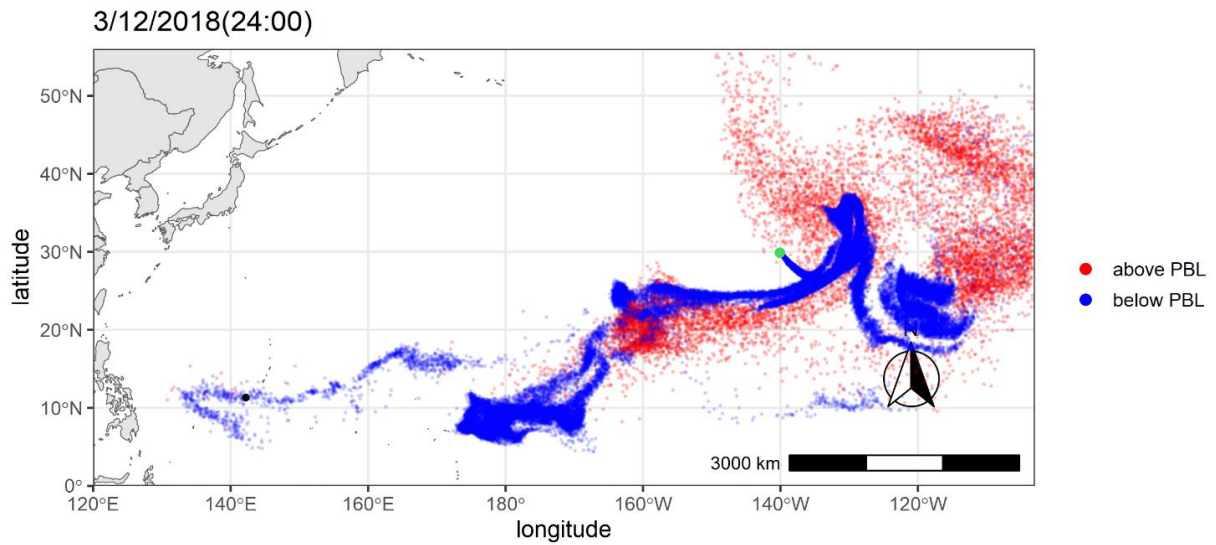 3/12/2018(24:00)
50°N
40°N
30°N
20°N
10°N
0°
latitude
N
3000 km
120°E
140°E
160°E
180°
160°W
140°W
120°W
longitude
above PBL
below PBL